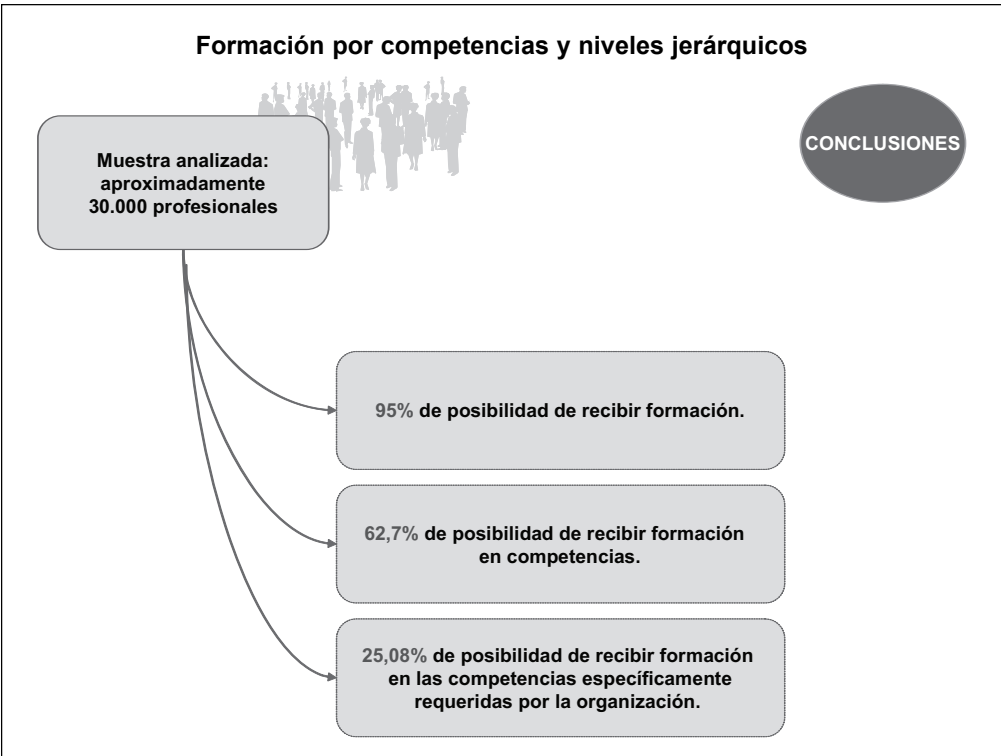 Formación por competencias y niveles jerárquicos
CONCLUSIONES
Muestra analizada:
aproximadamente
30.000 profesionales
95% de posibilidad de recibir formación.
62,7% de posibilidad de recibir formación
en competencias.
25,08% de posibilidad de recibir formación
en las competencias específicamente
requeridas por la organización.